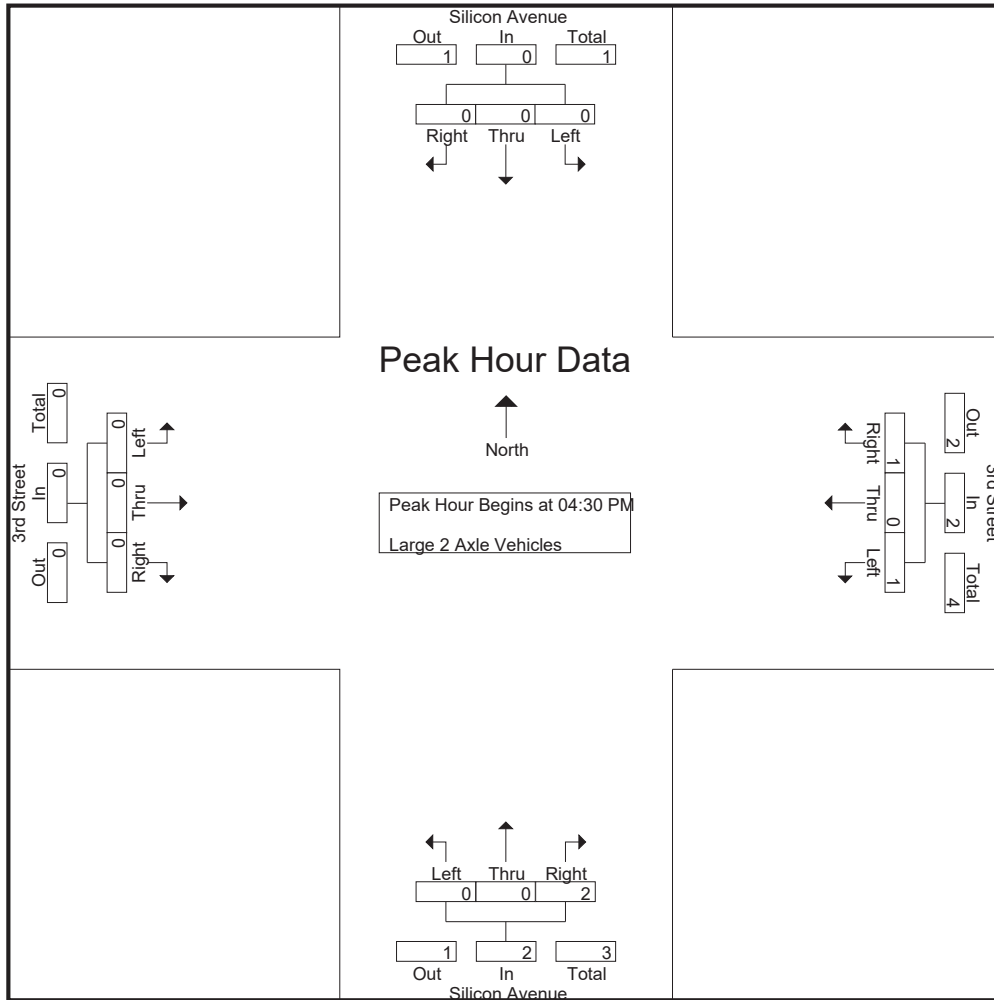 Silicon Avenue
Out In Total
1 0 1
0 0 0
Right Thru Left
Peak Hour Data
North
Peak Hour Begins at 04:30 PM
Large 2 Axle Vehicles
3rd Street
Total In Out
0 0 0
0 0 0
Left Thru Right
Right Thru Left
1 0 1
Out In Total
2 2 4
3rd Street
Left Thru Right
0 0 2
1 2 3
Out In Total
Silicon Avenue